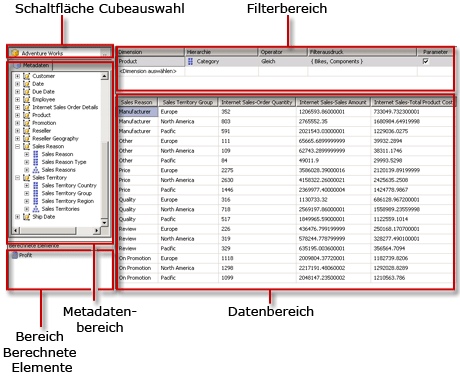 Schaltfläche Cubeauswahl
Filterbereich
Adventure Works
Metadaten
Customer
Date
Due Date
Employee
Internet Sales Order Details
Product
Promotion
Reseller
Reseller Geography
Sales Reason
Sales Reason
Sales Reason Type
Sales Reasons
Sales Territory
Sales Territory Country
Sales Territory Group
Sales Territory Region
Sales Territories
Ship Date
Berechnete Elemente
Profit
Dimension Hierarchie Operator Filterausdruck Parameter
Product Category Gleich { Bikes, Components }
<Dimension auswählen>
Sales Reason Sales Territory Group Internet Sales-Order Quantity Internet Sales-Sales Amount Internet Sales-Total Product Cost
Manufacturer Europe 352 1206593.86000001 733049.732300001
Manufacturer North America 803 2765552.35 1680984.64919998
Manufacturer Pacific 591 2021543.03000001 1229036.0275
Other Europe 111 65665.6899999999 39932.2894
Other North America 109 62743.2899999999 38311.1746
Other Pacific 84 49011.9 29993.5298
Price Europe 2275 3586028.39000016 2120139.89199998
Price North America 2630 4158322.26000021 2425635.2508
Price Pacific 1446 2369977.40000004 1424778.9867
Quality Europe 316 1130733.32 686128.967200001
Quality North America 718 2569197.86000001 1558989.23599998
Quality Pacific 517 1849965.59000001 1122559.1014
Review Europe 226 436476.799199999 250168.170700001
Review North America 319 578244.778799999 328277.490100001
Review Pacific 329 635195.003600001 356564.7094
On Promotion Europe 1118 2009804.37720001 1182739.8206
On Promotion North America 1298 2217191.48060002 1292028.8289
On Promotion Pacific 1099 2048147.23500002 1210563.786
Metadaten-
bereich
Datenbereich
Bereich
Berechnete
Elemente